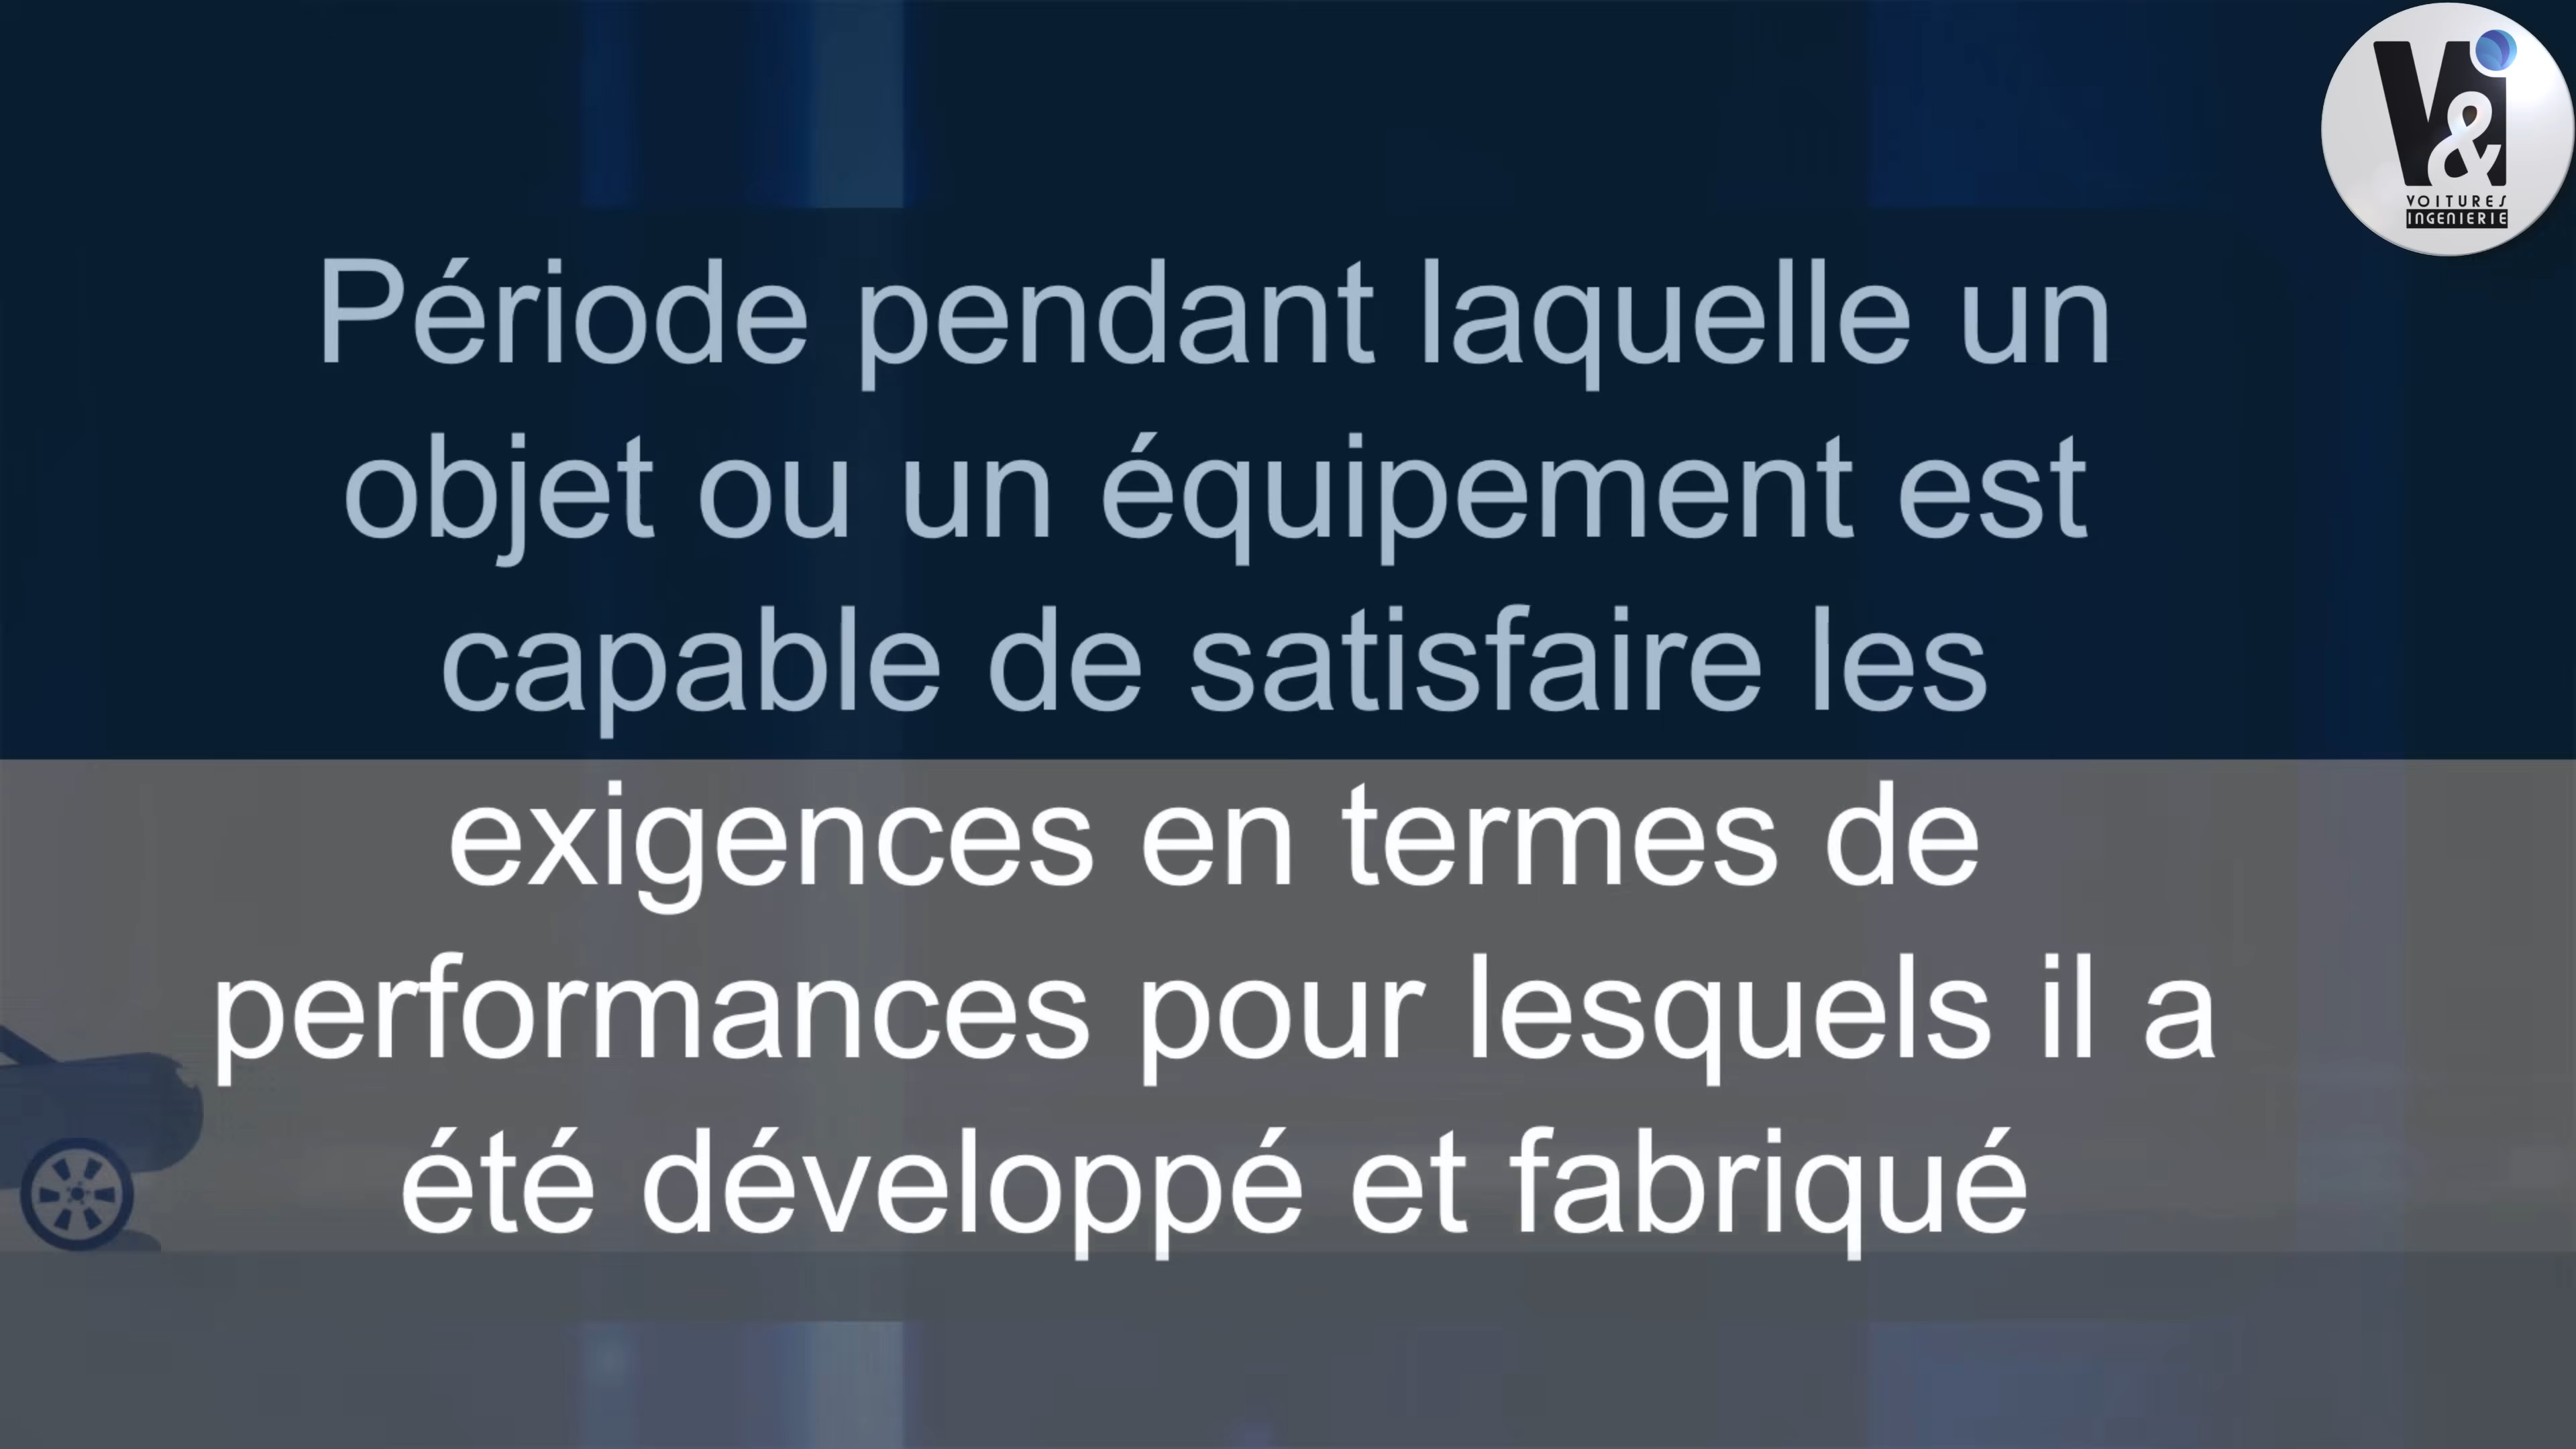 V&i
VOITURES
INGENIERIE
Période pendant laquelle un
objet ou un équipement est
capable de satisfaire les
exigences en termes de
performances pour lesquels il a
été développé et fabriqué